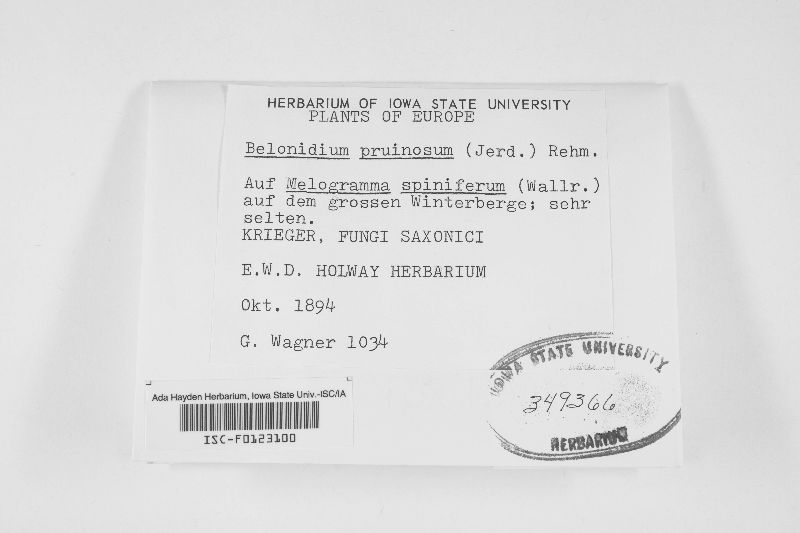 HERBARIUM OF IOWA STATE UNIVERSITY
PLANTS OF EUROPE
Belonidium pruinosum (Jerd.) Rehm.
Auf Melogramma spiniferum (Wallr.)
auf dem grossen Winterberge; sehr
selten.
KRIEGER, FUNGI SAXONICI
E.W.D. HOLWAY HERBARIUM
Okt. 1894
G. Wagner 1034
IOWA STATE UNIVERSITY
349366
HERBARIUM
Ada Hayden Herbarium, Iowa State Univ.-ISC/IA
ISC-F0123100